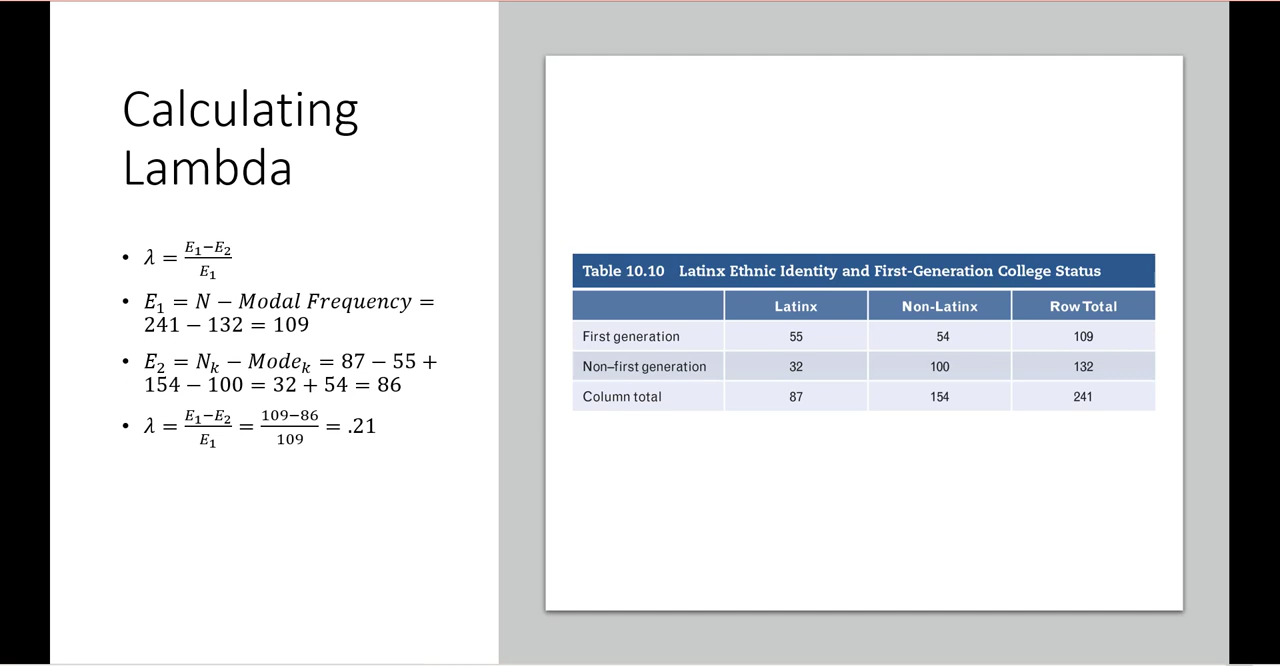 Calculating
Lambda
• λ = E₁−E₂ / E₁
• E₁ = N − Modal Frequency =
241 − 132 = 109
• E₂ = Nₖ − Modeₖ = 87 − 55 +
154 − 100 = 32 + 54 = 86
• λ = E₁−E₂ / E₁ = 109−86 / 109 = .21
Table 10.10 Latinx Ethnic Identity and First-Generation College Status
Latinx Non-Latinx Row Total
First generation 55 54 109
Non–first generation 32 100 132
Column total 87 154 241